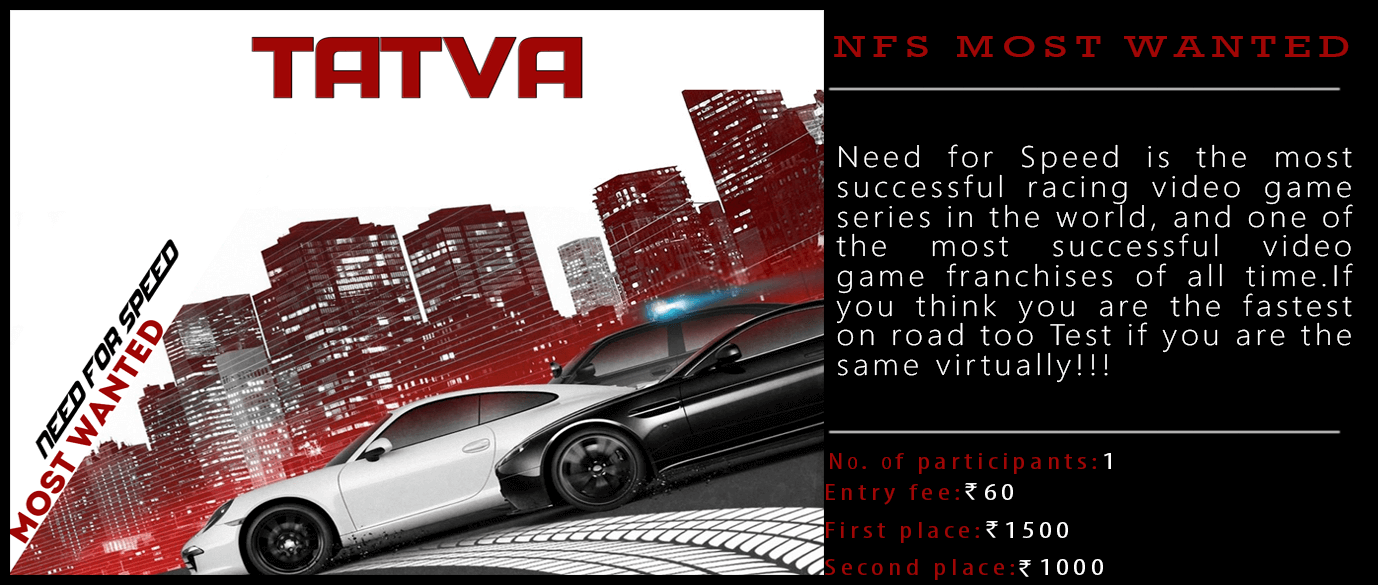 TATVA
NEED FOR SPEED
MOST WANTED
NFS MOST WANTED
Need for Speed is the most
successful racing video game
series in the world, and one of
the most successful video
game franchises of all time.If
you think you are the fastest
on road too Test if you are the
same virtually!!!
No. of participants:1
Entry fee:₹60
First place:₹1500
Second place:₹1000